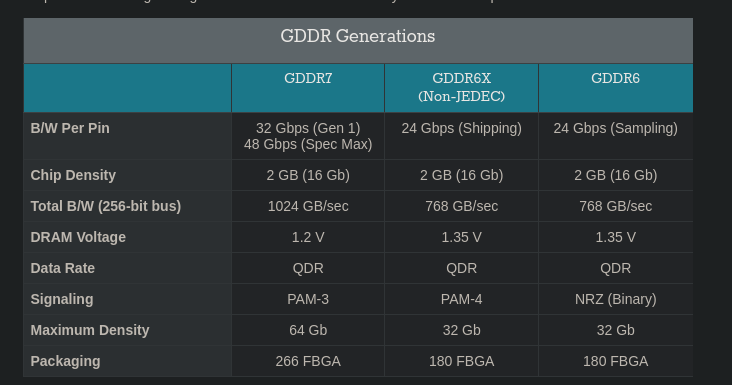 GDDR Generations
GDDR7 GDDR6X GDDR6
(Non-JEDEC)
B/W Per Pin 32 Gbps (Gen 1) 24 Gbps (Shipping) 24 Gbps (Sampling)
48 Gbps (Spec Max)
Chip Density 2 GB (16 Gb) 2 GB (16 Gb) 2 GB (16 Gb)
Total B/W (256-bit bus) 1024 GB/sec 768 GB/sec 768 GB/sec
DRAM Voltage 1.2 V 1.35 V 1.35 V
Data Rate QDR QDR QDR
Signaling PAM-3 PAM-4 NRZ (Binary)
Maximum Density 64 Gb 32 Gb 32 Gb
Packaging 266 FBGA 180 FBGA 180 FBGA